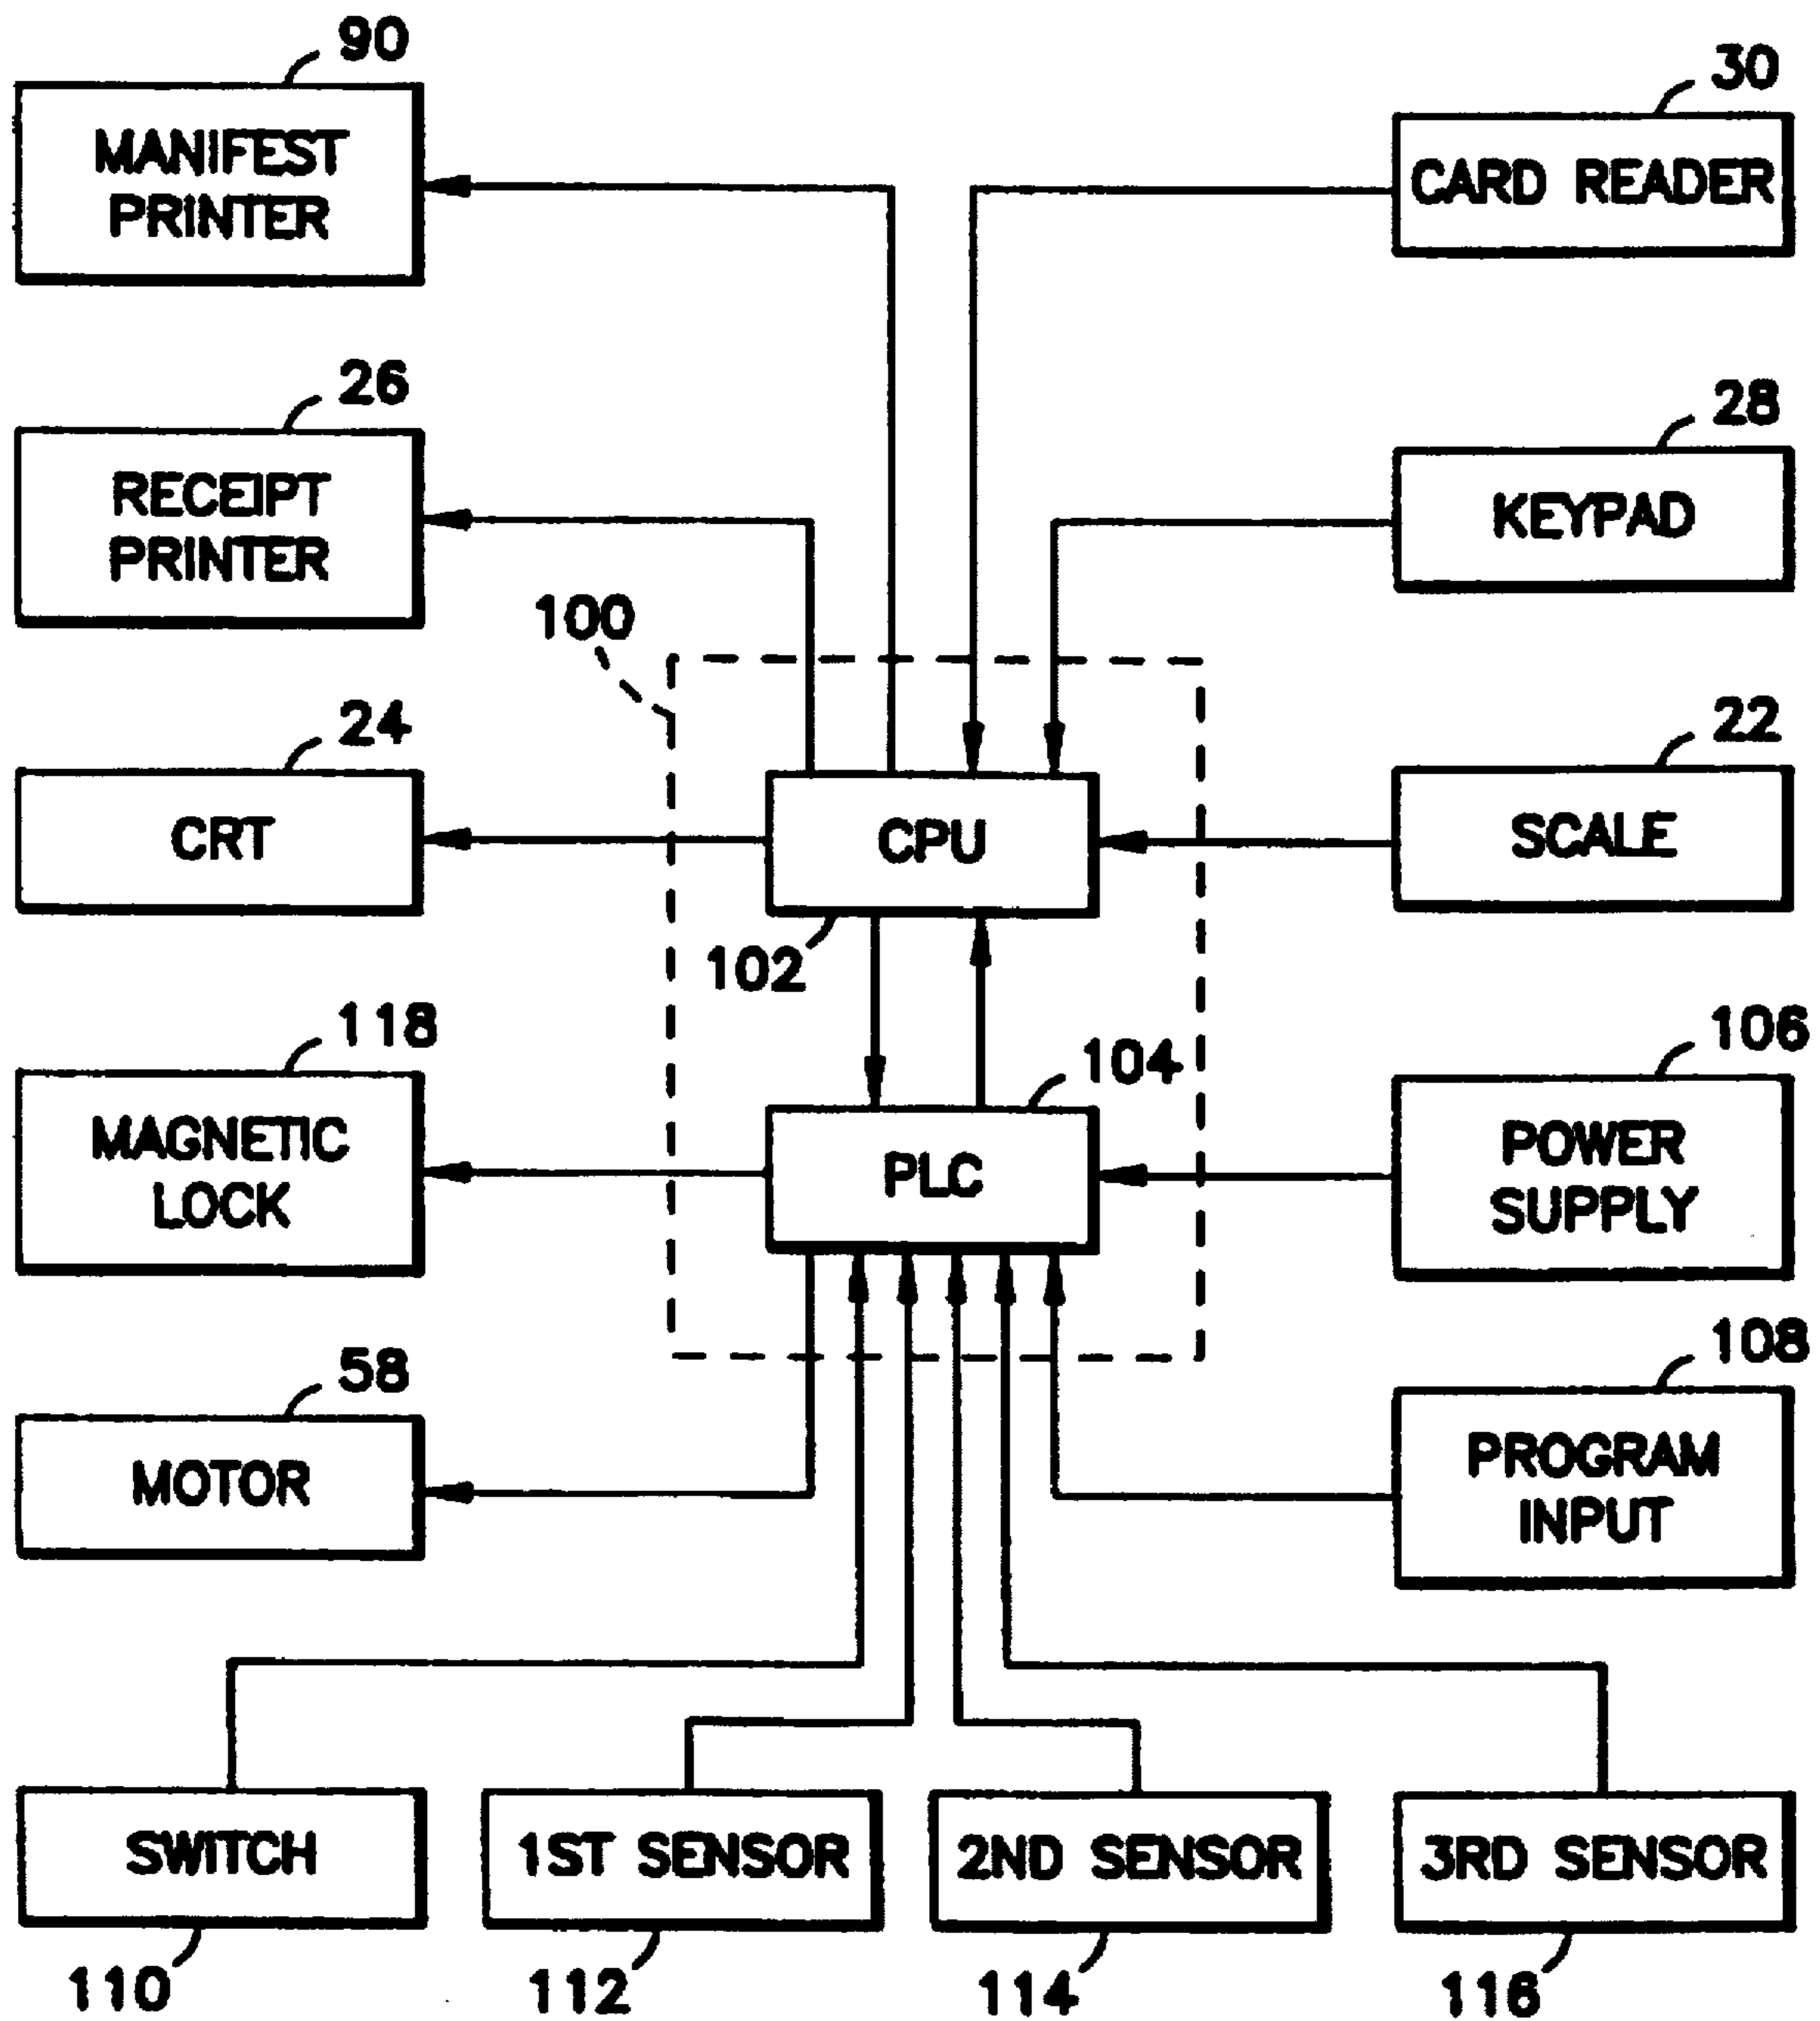 90
MANIFEST
PRINTER
30
CARD READER
26
RECEIPT
PRINTER
28
KEYPAD
100
24
CRT
CPU
102
22
SCALE
118
MAGNETIC
LOCK
104
PLC
106
POWER
SUPPLY
58
MOTOR
108
PROGRAM
INPUT
SWITCH
110
1ST SENSOR
112
2ND SENSOR
114
3RD SENSOR
116